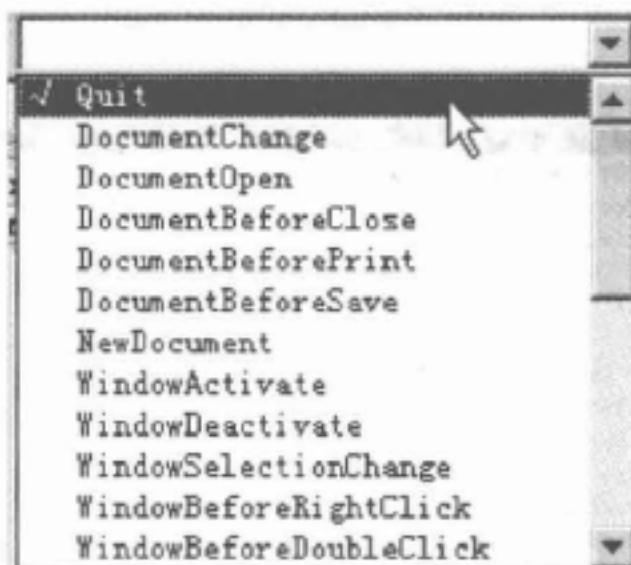 √ Quit
DocumentChange
DocumentOpen
DocumentBeforeClose
DocumentBeforePrint
DocumentBeforeSave
NewDocument
WindowActivate
WindowDeactivate
WindowSelectionChange
WindowBeforeRightClick
WindowBeforeDoubleClick